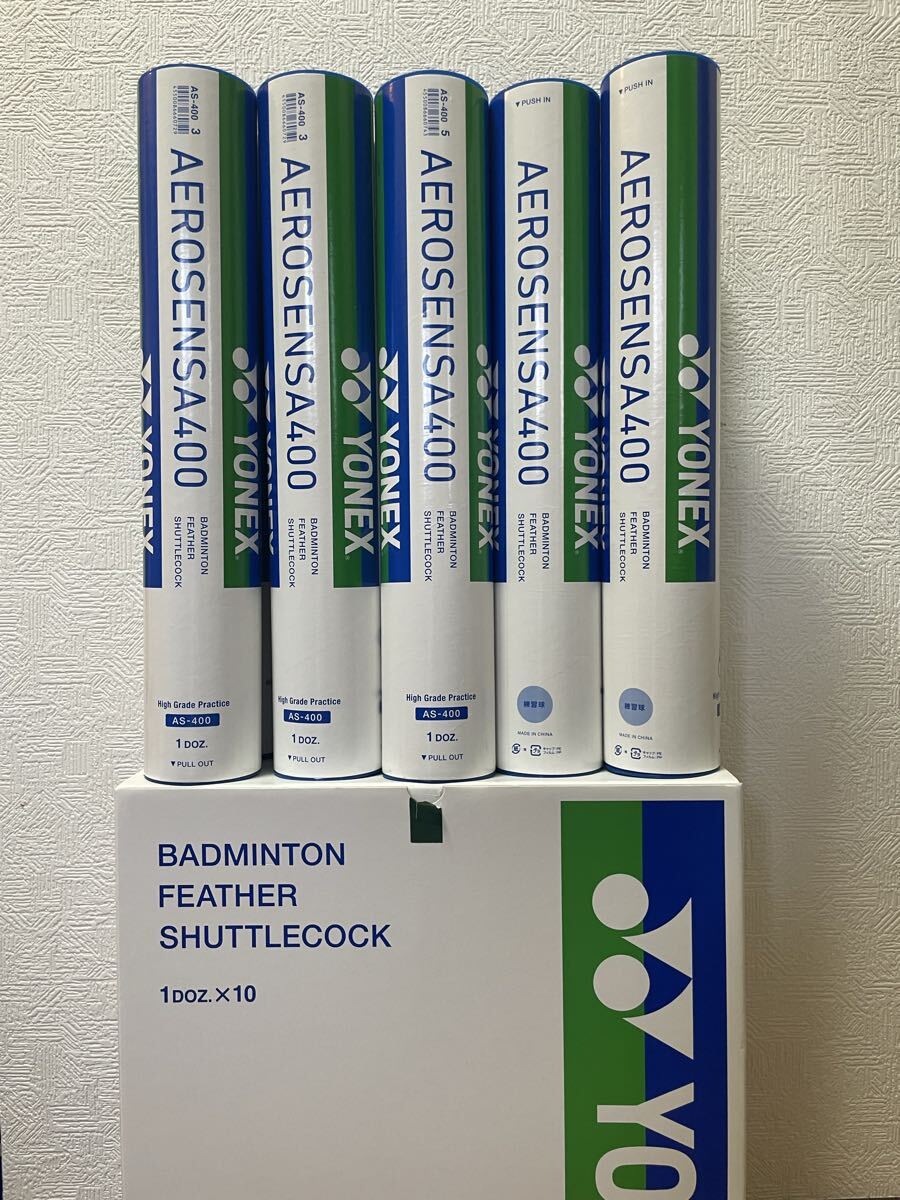 AS-400 3
AEROSENSA400
BADMINTON
FEATHER
SHUTTLECOCK
High Grade Practice
AS-400
1 DOZ.
▼PULL OUT
YONEX
YONEX
AS-400 3
AEROSENSA400
BADMINTON
FEATHER
SHUTTLECOCK
High Grade Practice
AS-400
1 DOZ.
▼PULL OUT
YONEX
YONEX
AS-400 5
AEROSENSA400
BADMINTON
FEATHER
SHUTTLECOCK
High Grade Practice
AS-400
1 DOZ.
▼PULL OUT
YONEX
YONEX
▼PUSH IN
AEROSENSA400
BADMINTON
FEATHER
SHUTTLECOCK
練習球
MADE IN CHINA
YONEX
▼PUSH IN
AEROSENSA400
BADMINTON
FEATHER
SHUTTLECOCK
練習球
MADE IN CHINA
YONEX
BADMINTON
FEATHER
SHUTTLECOCK
1DOZ.×10
YO